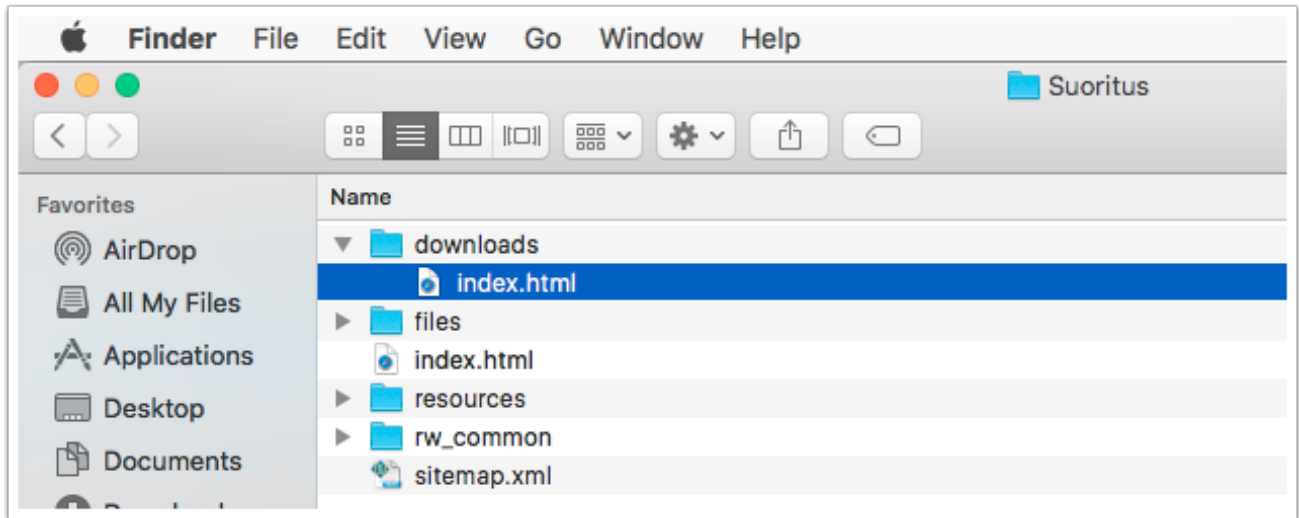 Finder File Edit View Go Window Help
Suoritus
Favorites
AirDrop
All My Files
Applications
Desktop
Documents
Name
downloads
index.html
files
index.html
resources
rw_common
sitemap.xml